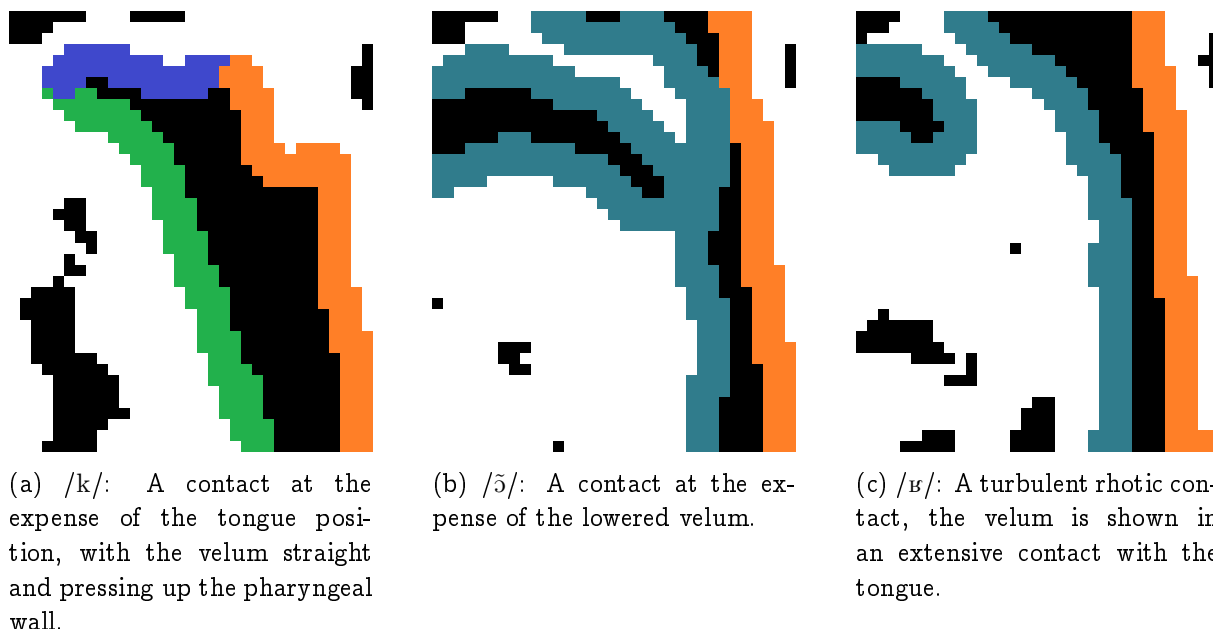 (a) /k/: A contact at the
expense of the tongue posi-
tion, with the velum straight
and pressing up the pharyngeal
wall.
(b) /ɔ̃/: A contact at the ex-
pense of the lowered velum.
(c) /ʁ/: A turbulent rhotic con-
tact, the velum is shown in
an extensive contact with the
tongue.